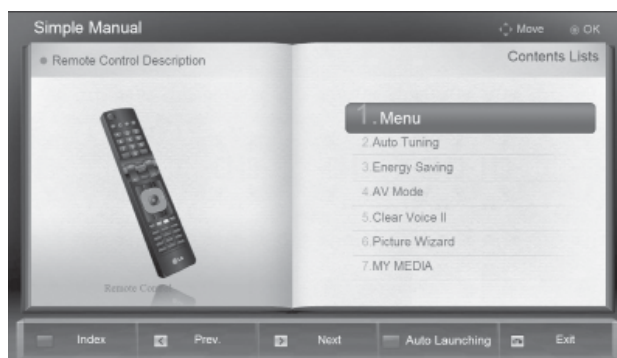 Simple Manual
Move
OK
Remote Control Description
Contents Lists
1.Menu
2.Auto Tuning
3.Energy Saving
4.AV Mode
5.Clear Voice II
6.Picture Wizard
7.MY MEDIA
LG
Remote Control
Index
Prev.
Next
Auto Launching
Exit